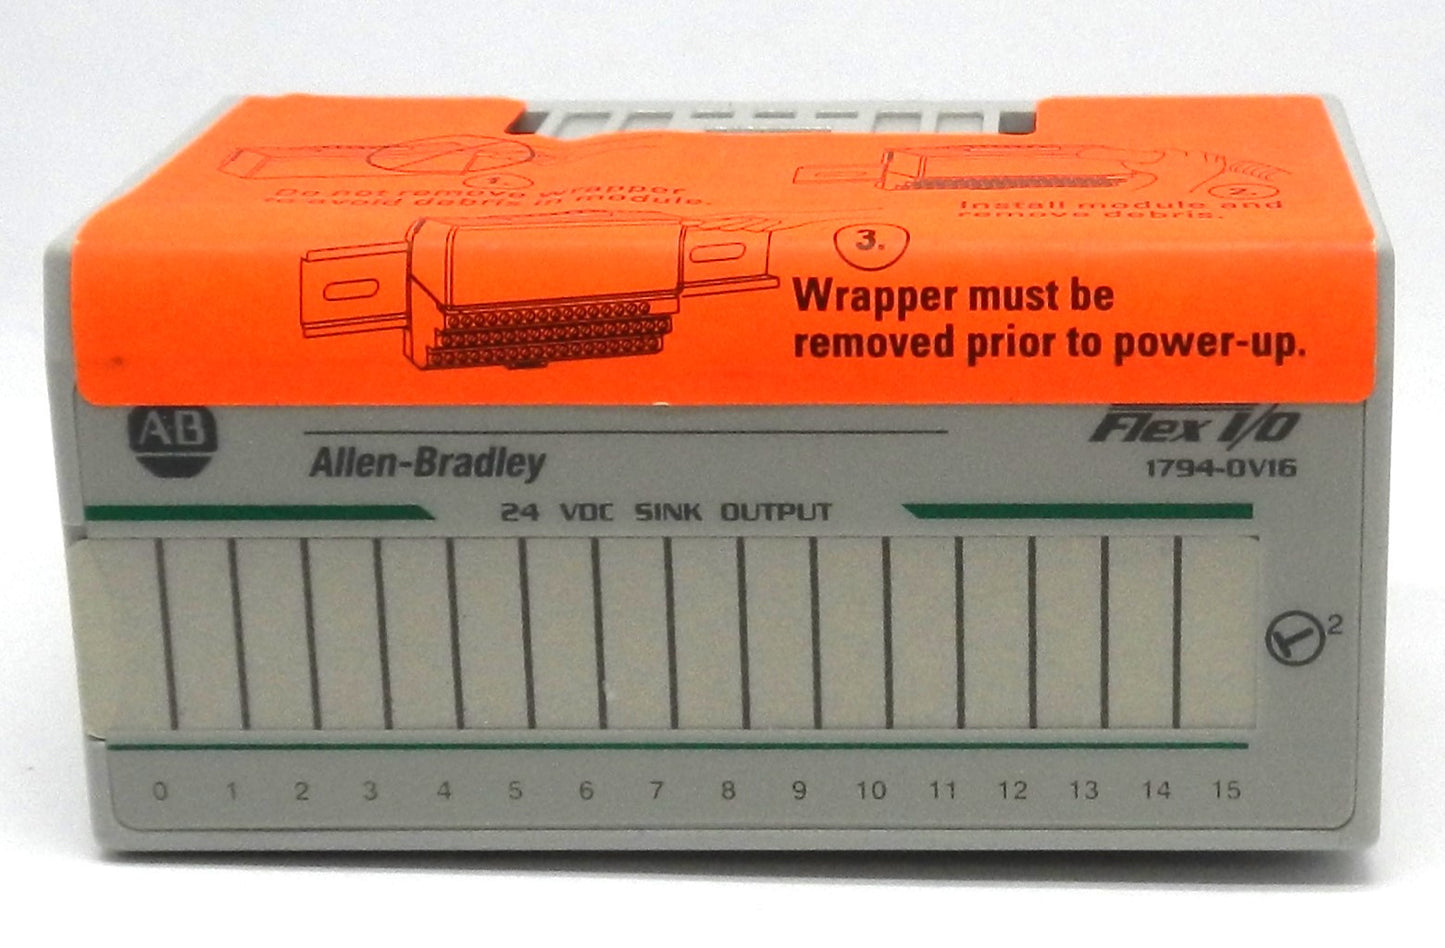 1.
Do not remove wrapper
to avoid debris in module.
2.
Install module and
remove debris.
3.
Wrapper must be
removed prior to power-up.
A·B
Flex I/O
Allen-Bradley
1794-OV16
24 VDC SINK OUTPUT
2
0 1 2 3 4 5 6 7 8 9 10 11 12 13 14 15